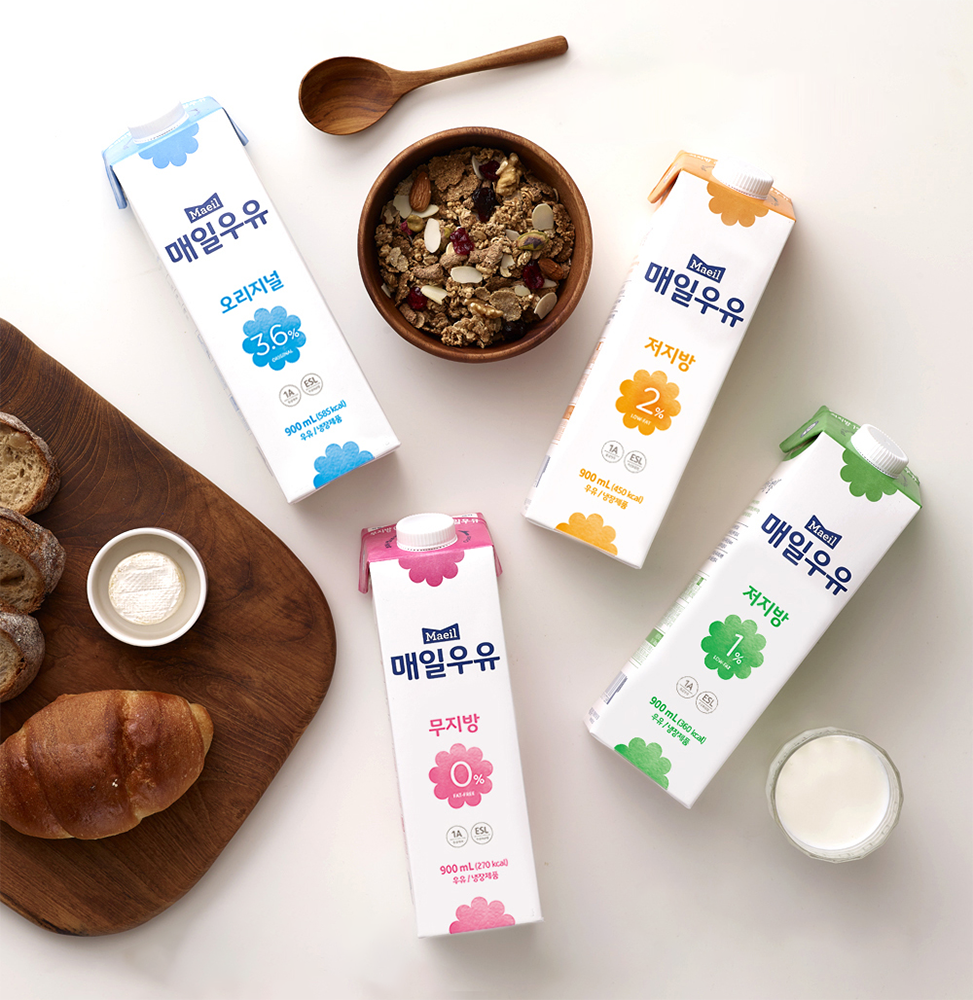 Maeil
매일우유
오리지널
3.6%
ORIGINAL
1A
ESL
900 mL (585 kcal)
우유 / 냉장제품
Maeil
매일우유
저지방
2%
LOW-FAT
1A
ESL
900 mL (450 kcal)
우유 / 냉장제품
Maeil
매일우유
저지방
1%
LOW-FAT
1A
ESL
900 mL (360 kcal)
우유 / 냉장제품
무지방
Maeil
매일우유
무지방
0%
FAT-FREE
1A
ESL
900 mL (270 kcal)
우유 / 냉장제품